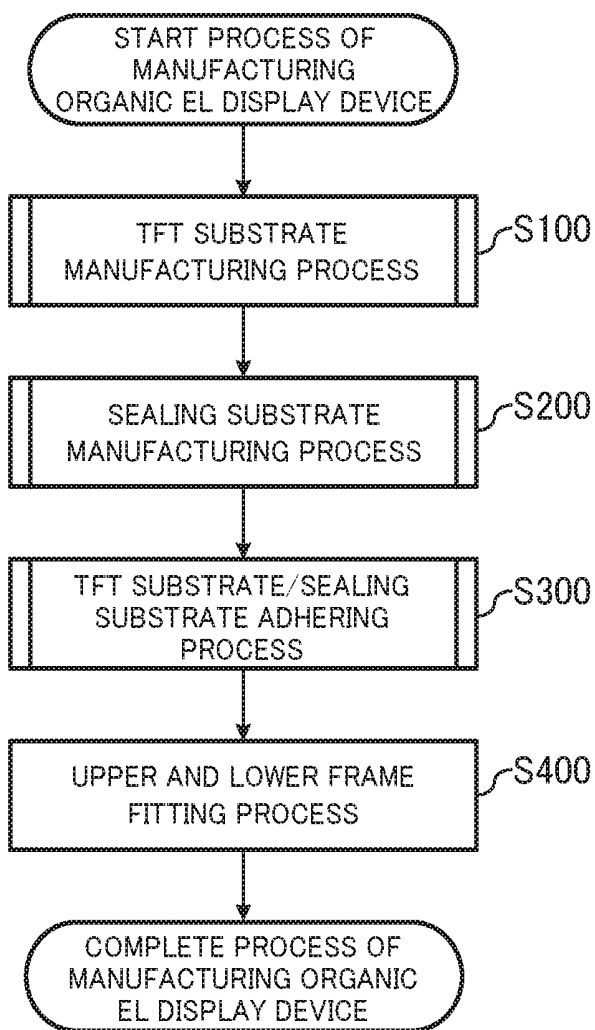 START PROCESS OF
MANUFACTURING
ORGANIC EL DISPLAY DEVICE
TFT SUBSTRATE
MANUFACTURING PROCESS
S100
SEALING SUBSTRATE
MANUFACTURING PROCESS
S200
TFT SUBSTRATE/SEALING
SUBSTRATE ADHERING
PROCESS
S300
UPPER AND LOWER FRAME
FITTING PROCESS
S400
COMPLETE PROCESS OF
MANUFACTURING ORGANIC
EL DISPLAY DEVICE